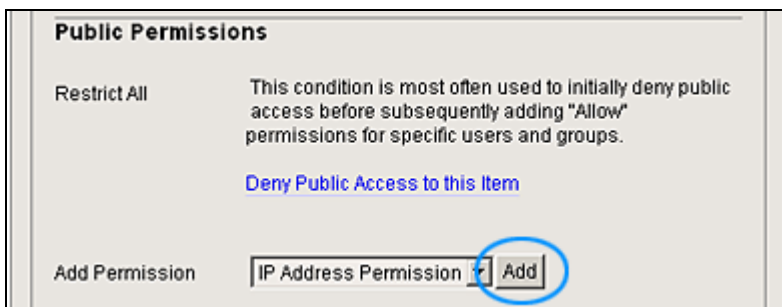 Public Permissions
Restrict All
This condition is most often used to initially deny public
access before subsequently adding "Allow"
permissions for specific users and groups.
Deny Public Access to this Item
Add Permission
IP Address Permission
Add